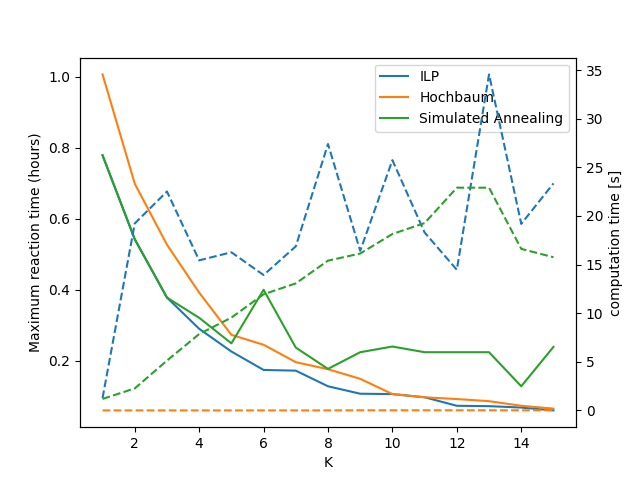 ILP
Hochbaum
Simulated Annealing
Maximum reaction time (hours)
1.0
0.8
0.6
0.4
0.2
35
30
25
20
15
10
5
0
computation time [s]
2 4 6 8 10 12 14
K